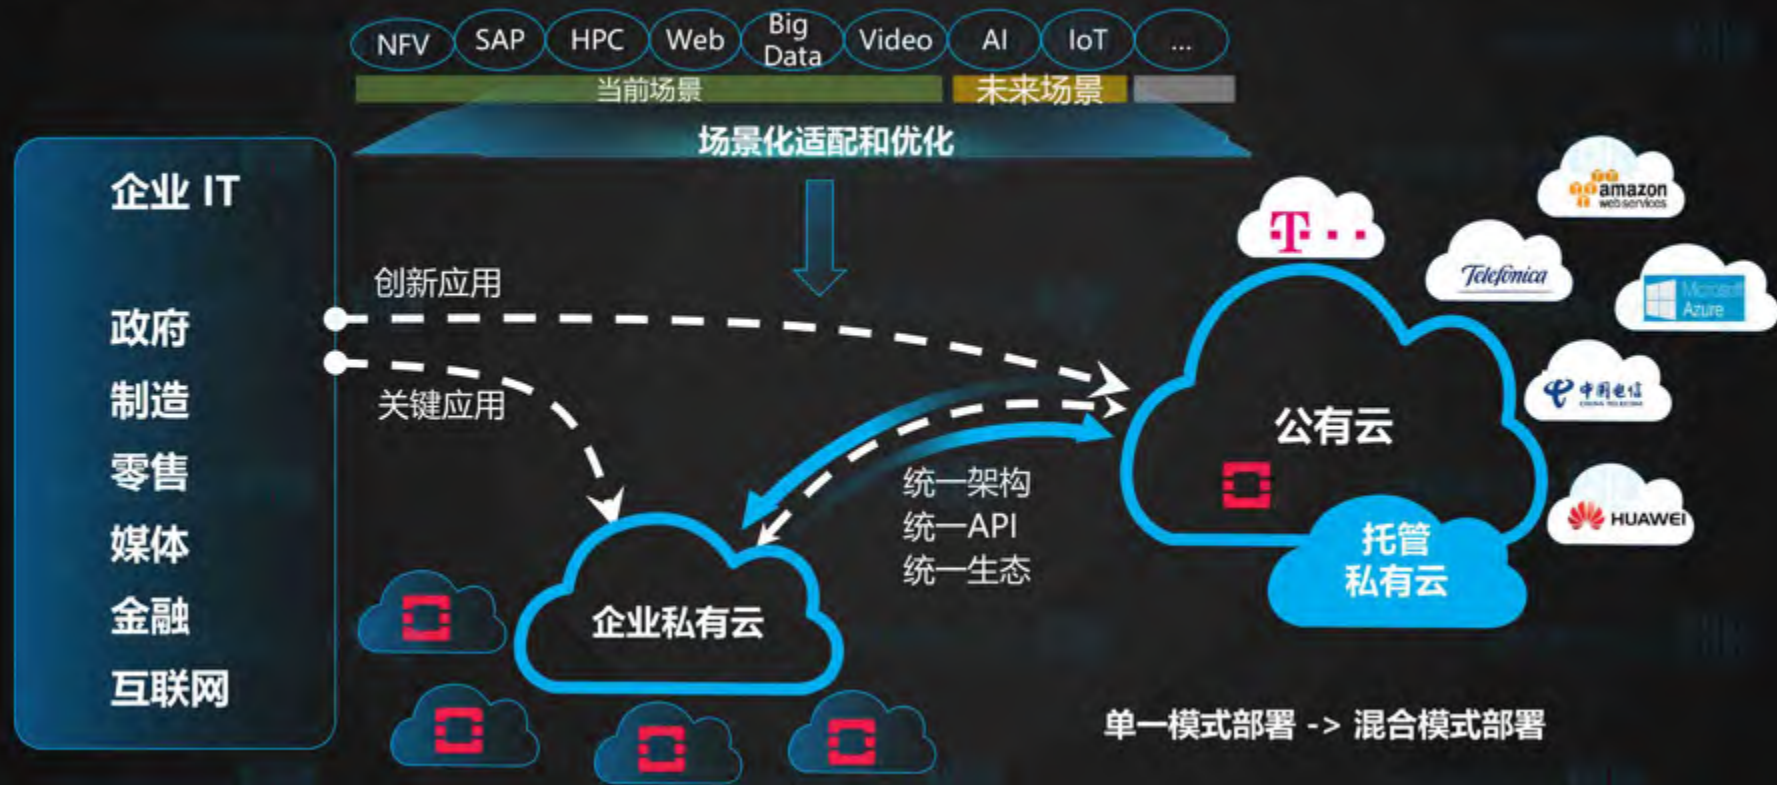 NFV
SAP
HPC
Web
Big
Data
Video
AI
IoT
...
当前场景
未来场景
场景化适配和优化
企业 IT
政府
制造
零售
媒体
金融
互联网
创新应用
关键应用
统一架构
统一API
统一生态
企业私有云
公有云
托管
私有云
T··
amazon
webservices
Telefónica
Microsoft
Azure
中国电信
CHINA TELECOM
HUAWEI
单一模式部署 -> 混合模式部署